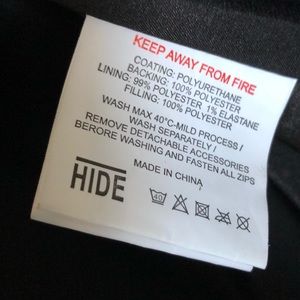 KEEP AWAY FROM FIRE
COATING: POLYURETHANE
BACKING: 100% POLYESTER
LINING: 99% POLYESTER 1% ELASTANE
FILLING: 100% POLYESTER
WASH MAX 40°C-MILD PROCESS /
WASH SEPARATELY /
REMOVE DETACHABLE ACCESSORIES
BERORE WASHING AND FASTEN ALL ZIPS
HIDE
MADE IN CHINA
40